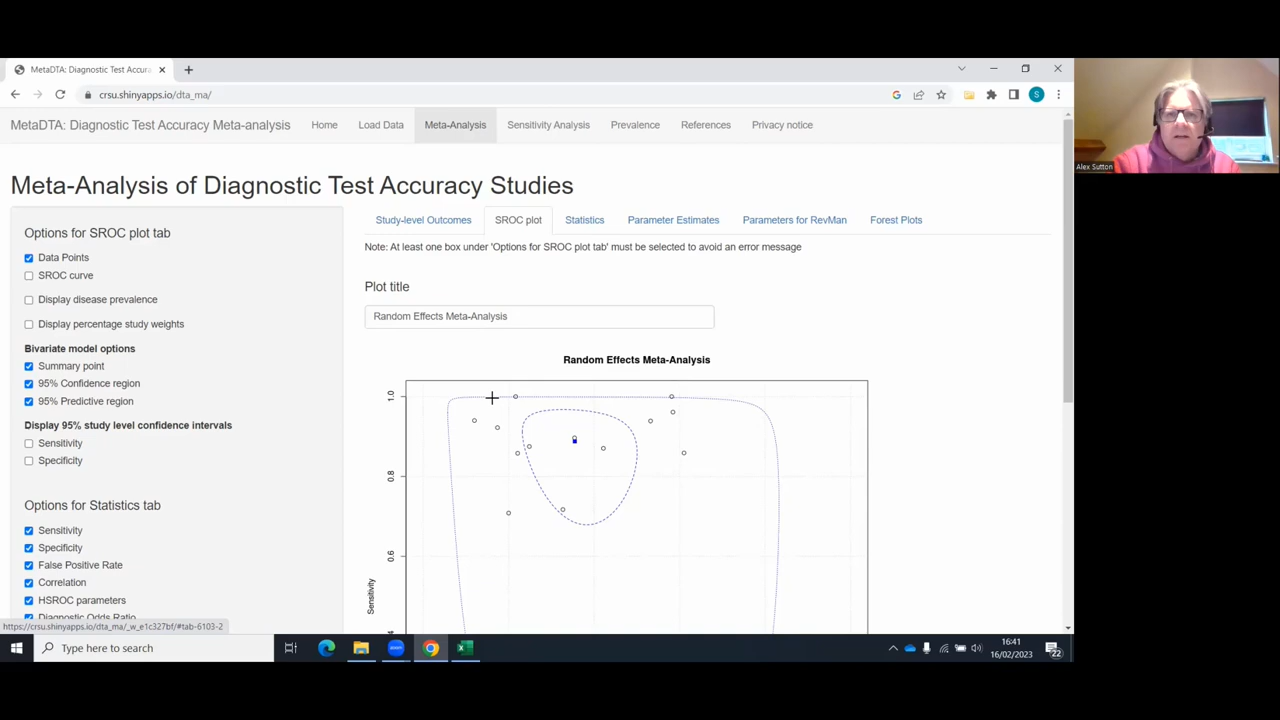 MetaDTA: Diagnostic Test Accura
crsu.shinyapps.io/dta_ma/
S
MetaDTA: Diagnostic Test Accuracy Meta-analysis
Home
Load Data
Meta-Analysis
Sensitivity Analysis
Prevalence
References
Privacy notice
Alex Sutton
Meta-Analysis of Diagnostic Test Accuracy Studies
Options for SROC plot tab
Data Points
SROC curve
Display disease prevalence
Display percentage study weights
Bivariate model options
Summary point
95% Confidence region
95% Predictive region
Display 95% study level confidence intervals
Sensitivity
Specificity
Options for Statistics tab
Sensitivity
Specificity
False Positive Rate
Correlation
HSROC parameters
Diagnostic Odds Ratio
Study-level Outcomes
SROC plot
Statistics
Parameter Estimates
Parameters for RevMan
Forest Plots
Note: At least one box under 'Options for SROC plot tab' must be selected to avoid an error message
Plot title
Random Effects Meta-Analysis
Random Effects Meta-Analysis
1.0
0.8
0.6
Sensitivity
https://crsu.shinyapps.io/dta_ma/_w_e1c327bf/#tab-6103-2
Type here to search
zoom
16:41
16/02/2023
22